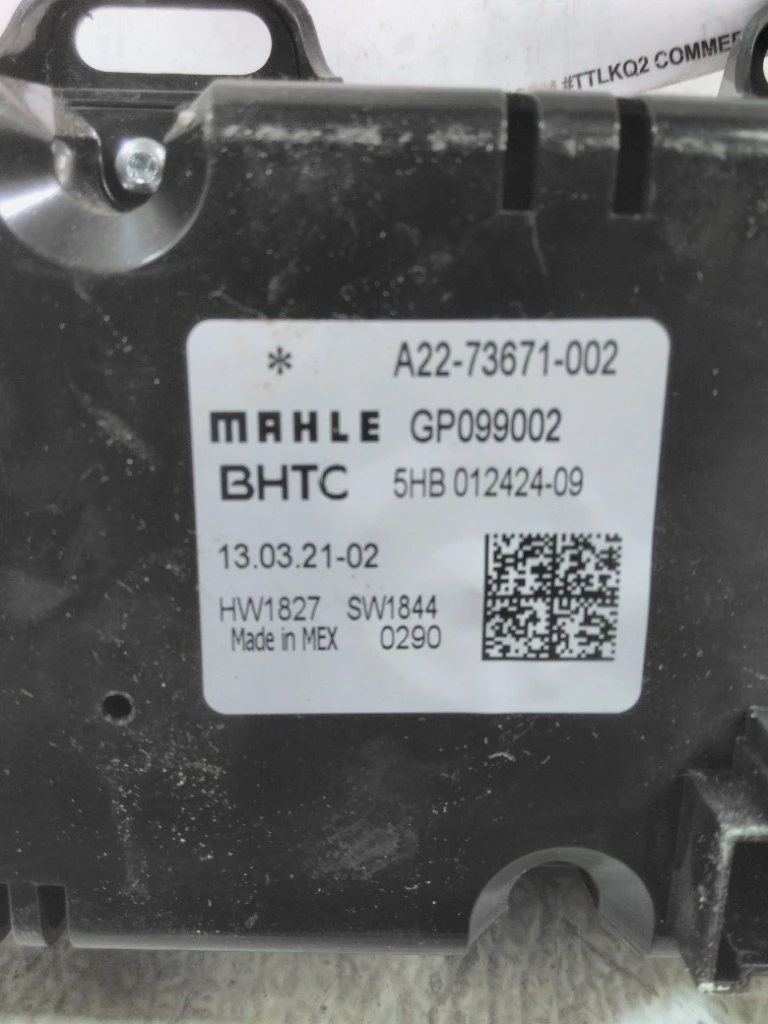 #TTLKQ2 COMMER
* A22-73671-002
MAHLE GP099002
BHTC 5HB 012424-09
13.03.21-02
HW1827 SW1844
Made in MEX 0290